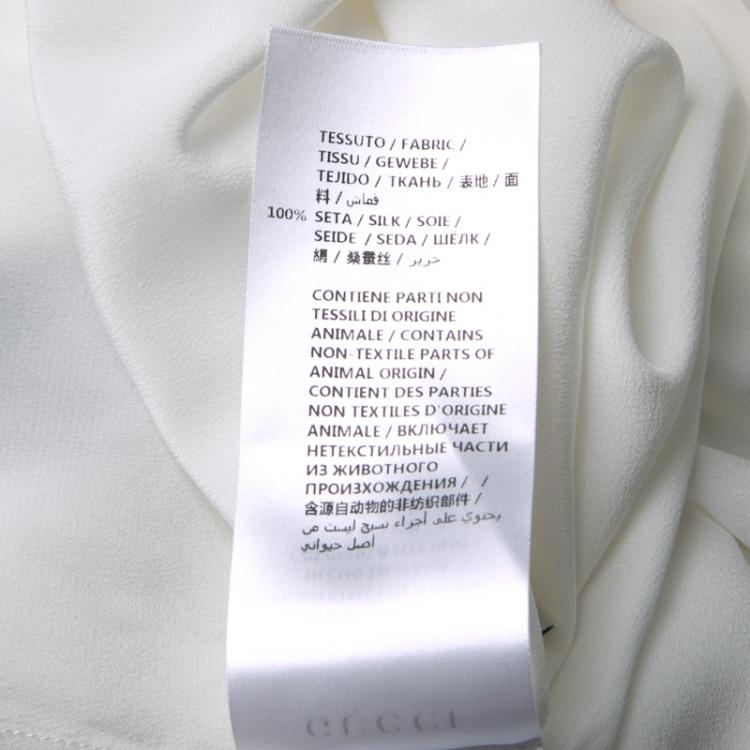 TESSUTO / FABRIC /
TISSU / GEWEBE /
TEJIDO / ТКАНЬ / 表地 / 面
料 / قماش
100% SETA / SILK / SOIE /
SEIDE / SEDA / ШЁЛК /
絹 / 桑蚕丝 / حرير
CONTIENE PARTI NON
TESSILI DI ORIGINE
ANIMALE / CONTAINS
NON-TEXTILE PARTS OF
ANIMAL ORIGIN /
CONTIENT DES PARTIES
NON TEXTILES D'ORIGINE
ANIMALE / ВКЛЮЧАЕТ
НЕТЕКСТИЛЬНЫЕ ЧАСТИ
ИЗ ЖИВОТНОГО
ПРОИЗХОЖДЕНИЯ / /
含源自动物的非纺织部件 /
يحتوي على أجزاء نسيج ليست من
أصل حيواني
GUCCI